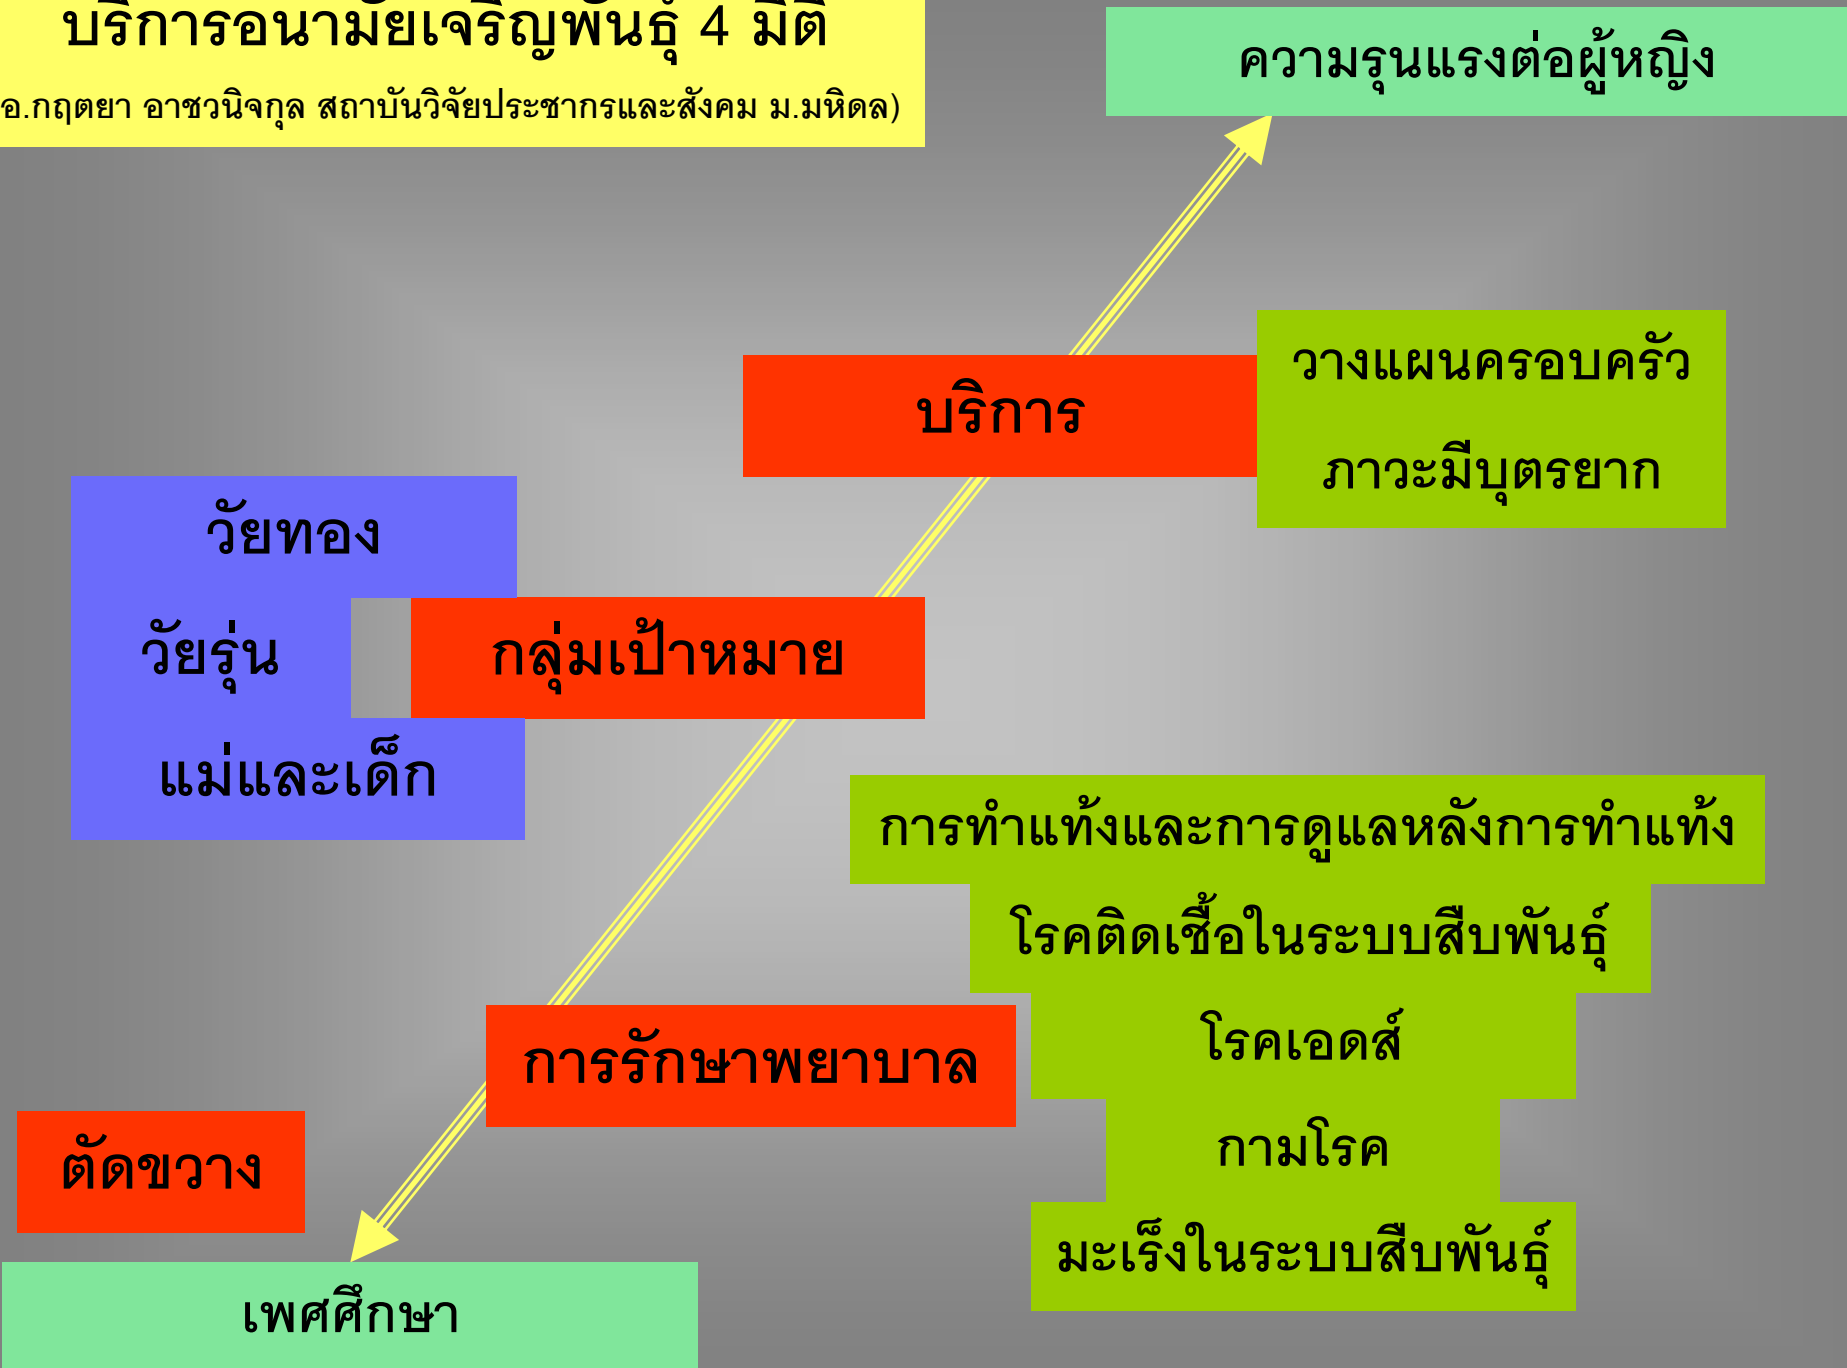 บริการอนามัยเจริญพันธุ์ 4 มิติ
อ.กฤตยา อาชวนิจกุล สถาบันวิจัยประชากรและสังคม ม.มหิดล)
ความรุนแรงต่อผู้หญิง
บริการ
วางแผนครอบครัว
ภาวะมีบุตรยาก
วัยทอง
วัยรุ่น
กลุ่มเป้าหมาย
แม่และเด็ก
การทำแท้งและการดูแลหลังการทำแท้ง
โรคติดเชื้อในระบบสืบพันธุ์
โรคเอดส์
การรักษาพยาบาล
กามโรค
ตัดขวาง
มะเร็งในระบบสืบพันธุ์
เพศศึกษา